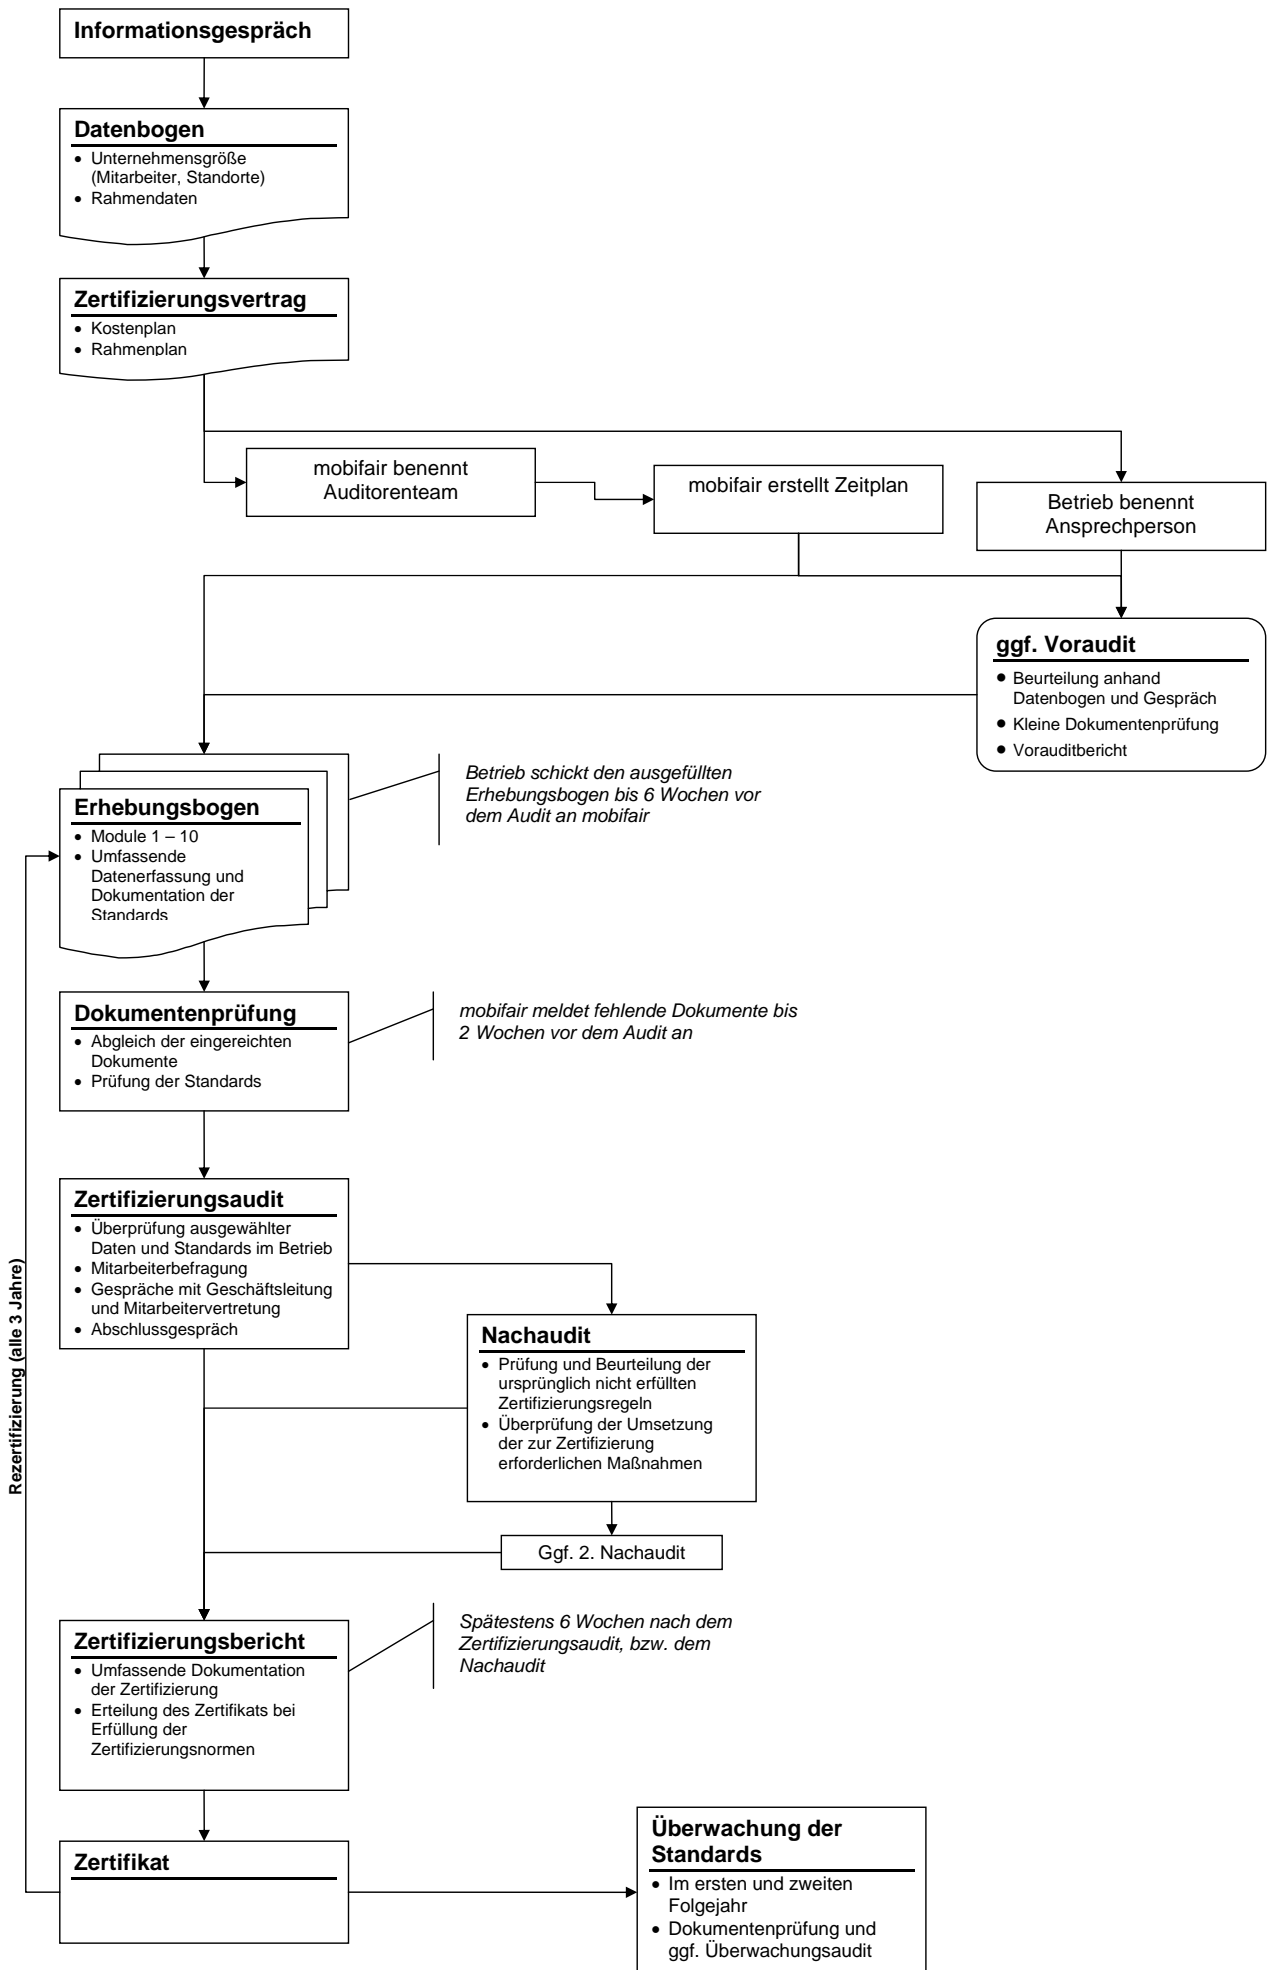 Informationsgespräch
Datenbogen
• Unternehmensgröße
(Mitarbeiter, Standorte)
• Rahmendaten
Zertifizierungsvertrag
• Kostenplan
• Rahmenplan
mobifair benennt
Auditorenteam
mobifair erstellt Zeitplan
Betrieb benennt
Ansprechperson
ggf. Voraudit
• Beurteilung anhand
Datenbogen und Gespräch
• Kleine Dokumentenprüfung
• Vorauditbericht
Betrieb schickt den ausgefüllten
Erhebungsbogen bis 6 Wochen vor
dem Audit an mobifair
Erhebungsbogen
• Module 1 – 10
• Umfassende
Datenerfassung und
Dokumentation der
Standards
Dokumentenprüfung
• Abgleich der eingereichten
Dokumente
• Prüfung der Standards
mobifair meldet fehlende Dokumente bis
2 Wochen vor dem Audit an
Zertifizierungsaudit
• Überprüfung ausgewählter
Daten und Standards im Betrieb
• Mitarbeiterbefragung
• Gespräche mit Geschäftsleitung
und Mitarbeitervertretung
• Abschlussgespräch
Rezertifizierung (alle 3 Jahre)
Nachaudit
• Prüfung und Beurteilung der
ursprünglich nicht erfüllten
Zertifizierungsregeln
• Überprüfung der Umsetzung
der zur Zertifizierung
erforderlichen Maßnahmen
Ggf. 2. Nachaudit
Zertifizierungsbericht
• Umfassende Dokumentation
der Zertifizierung
• Erteilung des Zertifikats bei
Erfüllung der
Zertifizierungsnormen
Spätestens 6 Wochen nach dem
Zertifizierungsaudit, bzw. dem
Nachaudit
Zertifikat
Überwachung der
Standards
• Im ersten und zweiten
Folgejahr
• Dokumentenprüfung und
ggf. Überwachungsaudit